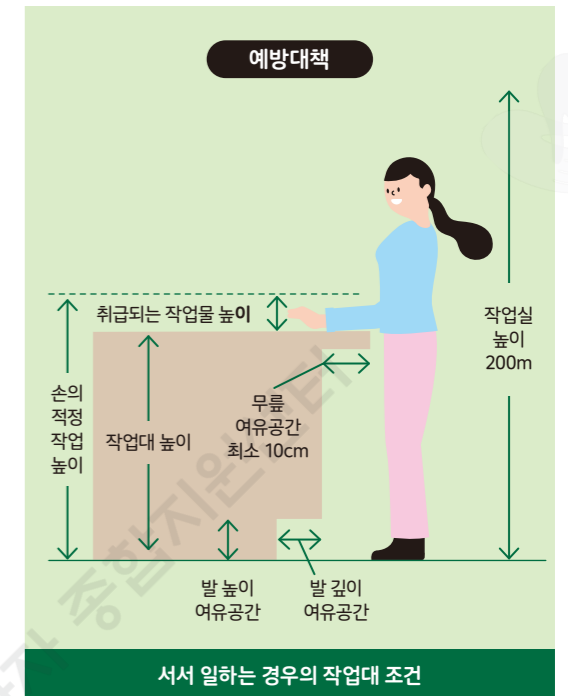 예방대책
취급되는 작업물 높이
작업실
높이
200m
손의
적정
작업
높이
작업대 높이
무릎
여유공간
최소 10cm
발 높이
여유공간
발 깊이
여유공간
서서 일하는 경우의 작업대 조건